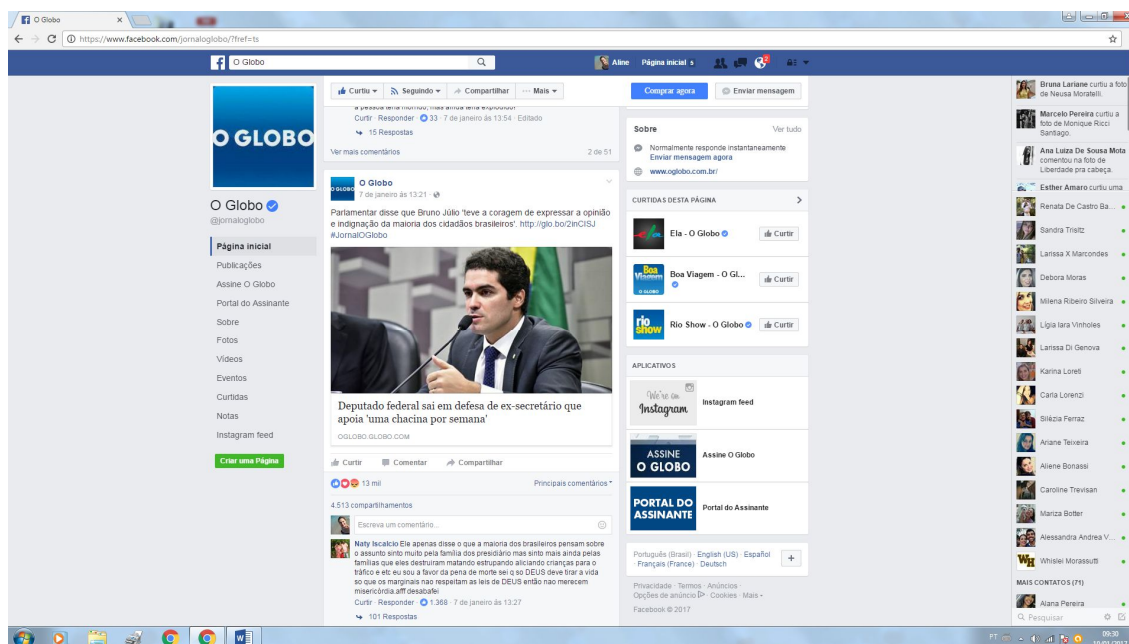 O Globo
https://www.facebook.com/jornaloglobo/?fref=ts
O Globo
Aline
Página inicial 5
2
O GLOBO
O Globo
@jornaloglobo
Página inicial
Publicações
Assine O Globo
Portal do Assinante
Sobre
Fotos
Vídeos
Eventos
Curtidas
Notas
Instagram feed
Criar uma Página
Curtiu
Seguindo
Compartilhar
Mais
Curtir · Responder · 33 · 7 de janeiro às 13:54 · Editado
15 Respostas
Ver mais comentários
2 de 51
O GLOBO
O Globo
7 de janeiro às 13:21 ·
Parlamentar disse que Bruno Júlio 'teve a coragem de expressar a opinião
e indignação da maioria dos cidadãos brasileiros'. http://glo.bo/2inCISJ
#JornalOGlobo
Deputado federal sai em defesa de ex-secretário que
apoia 'uma chacina por semana'
OGLOBO.GLOBO.COM
Curtir
Comentar
Compartilhar
13 mil
Principais comentários
4.513 compartilhamentos
Escreva um comentário...
Naty Iscalcio Ele apenas disse o que a maioria dos brasileiros pensam sobre
o assunto sinto muito pela família dos presidiário mas sinto mais ainda pelas
famílias que eles destruiram matando estrupando aliciando crianças para o
tráfico e etc eu sou a favor da pena de morte sei q so DEUS deve tirar a vida
so que os marginais nao respeitam as leis de DEUS então nao merecem
misericórdia.afff desabafei
Curtir · Responder · 1.368 · 7 de janeiro às 13:27
101 Respostas
Comprar agora
Enviar mensagem
Sobre
Ver tudo
Normalmente responde instantaneamente
Enviar mensagem agora
www.oglobo.com.br/
CURTIDAS DESTA PÁGINA
Ela - O Globo
Curtir
Boa Viagem
O GLOBO
Boa Viagem - O Gl...
Curtir
rio show
Rio Show - O Globo
Curtir
APLICATIVOS
We're on
Instagram
Instagram feed
ASSINE
O GLOBO
Assine O Globo
PORTAL DO
ASSINANTE
Portal do Assinante
Português (Brasil) · English (US) · Español
· Français (France) · Deutsch
+
Privacidade · Termos · Anúncios ·
Opções de anúncio · Cookies · Mais
Facebook © 2017
Bruna Lariane curtiu a foto
de Neusa Moratelli.
Marcelo Pereira curtiu a
foto de Monique Ricci
Santiago.
Ana Luiza De Sousa Mota
comentou na foto de
Liberdade pra cabeça.
Esther Amaro curtiu uma
Renata De Castro Ba...
Sandra Trisltz
Larissa X Marcondes
Debora Moras
Milena Ribeiro Silveira
Lígia Iara Vinholes
Larissa Di Genova
Karina Loreti
Carla Lorenzi
Silézia Ferraz
Ariane Teixeira
Aliene Bonassi
Caroline Trevisan
Mariza Botter
Alessandra Andrea V...
Whislei Morassutti
MAIS CONTATOS (71)
Alana Pereira
Pesquisar
PT
09:30
10/01/2017